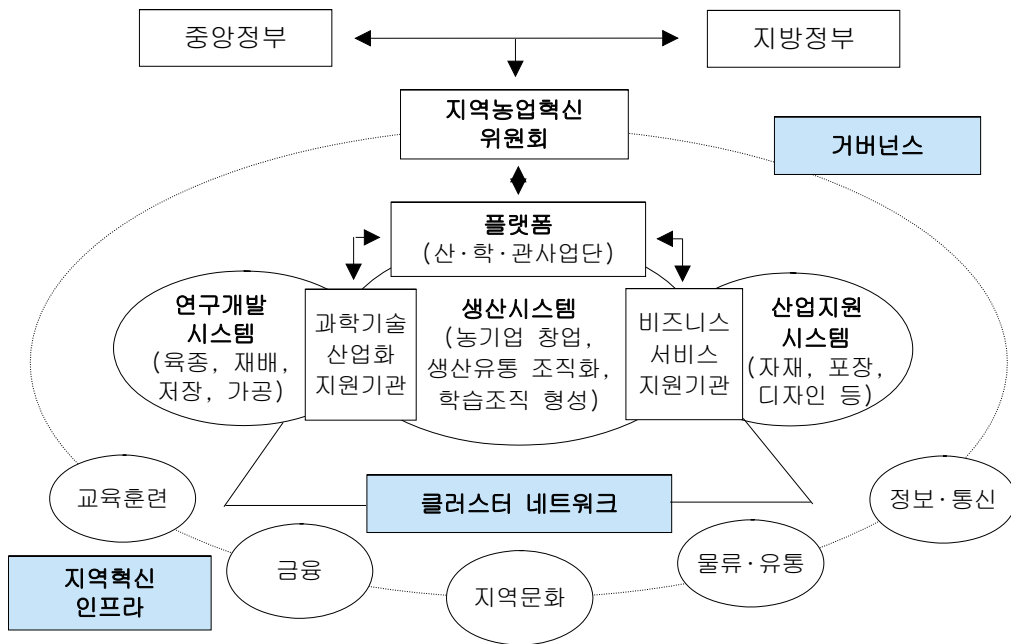 중앙정부
지방정부
지역농업혁신
위원회
거버넌스
플랫폼
(산·학·관사업단)
연구개발
시스템
(육종, 재배,
저장, 가공)
과학기술
산업화
지원기관
생산시스템
(농기업 창업,
생산유통 조직화,
학습조직 형성)
비즈니스
서비스
지원기관
산업지원
시스템
(자재, 포장,
디자인 등)
교육훈련
클러스터 네트워크
정보·통신
금융
물류·유통
지역혁신
인프라
지역문화